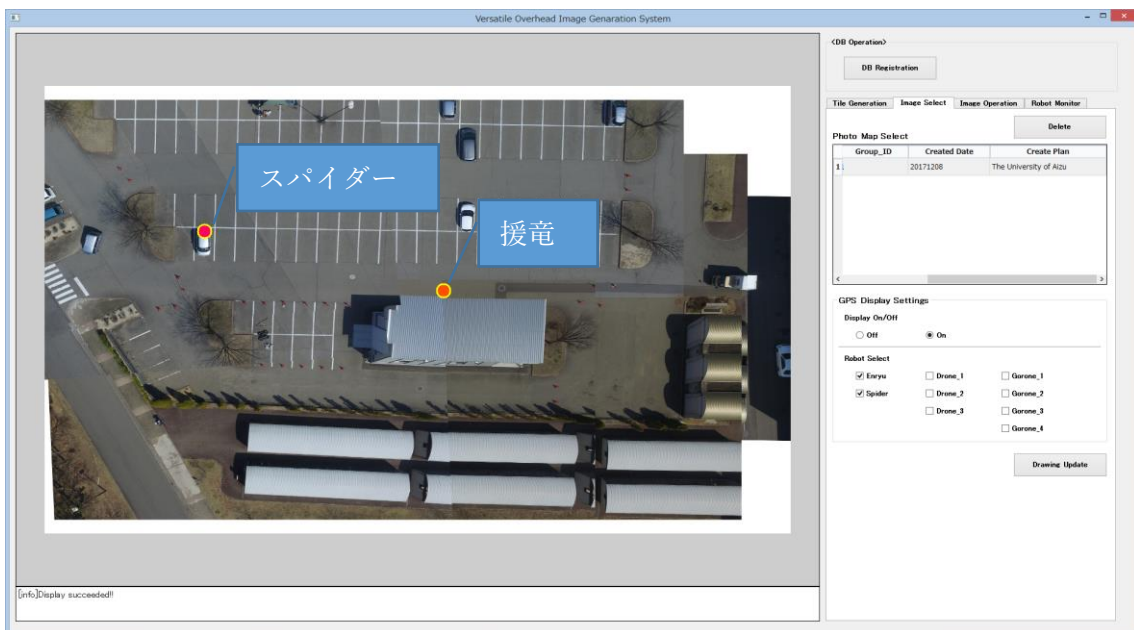 Versatile Overhead Image Genaration System
スパイダー
援竜
[info]Display succeeded!!
<DB Operation>
DB Registration
Tile Generation Image Select Image Operation Robot Monitor
Delete
Photo Map Select
Group_ID Created Date Create Plan
1 20171208 The University of Aizu
GPS Display Settings
Display On/Off
Off On
Robot Select
Enryu Drone_1 Gorone_1
Spider Drone_2 Gorone_2
Drone_3 Gorone_3
Gorone_4
Drawing Update